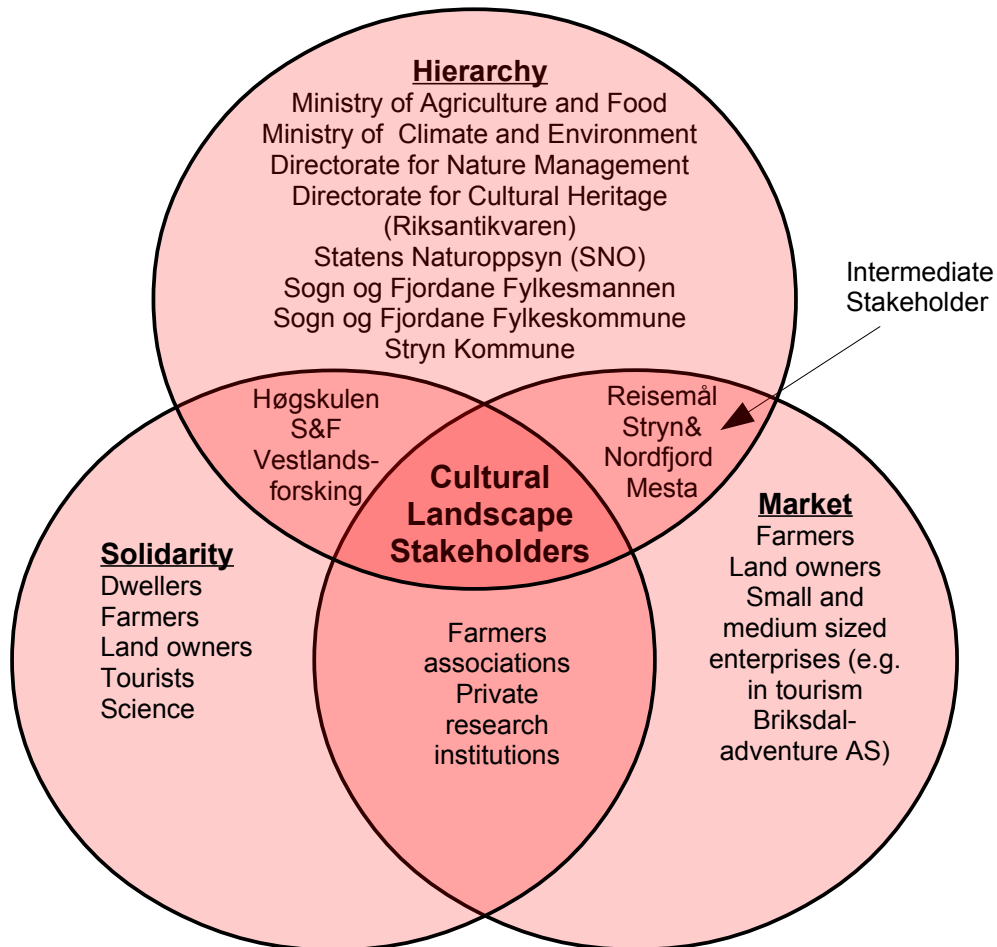 Hierarchy
Ministry of Agriculture and Food
Ministry of Climate and Environment
Directorate for Nature Management
Directorate for Cultural Heritage
(Riksantikvaren)
Statens Naturoppsyn (SNO)
Sogn og Fjordane Fylkesmannen
Sogn og Fjordane Fylkeskommune
Stryn Kommune
Intermediate
Stakeholder
Høgskulen
S&F
Vestlands-
forsking
Reisemål
Stryn&
Nordfjord
Mesta
Cultural
Landscape
Stakeholders
Solidarity
Dwellers
Farmers
Land owners
Tourists
Science
Farmers
associations
Private
research
institutions
Market
Farmers
Land owners
Small and
medium sized
enterprises (e.g.
in tourism
Briksdal-
adventure AS)